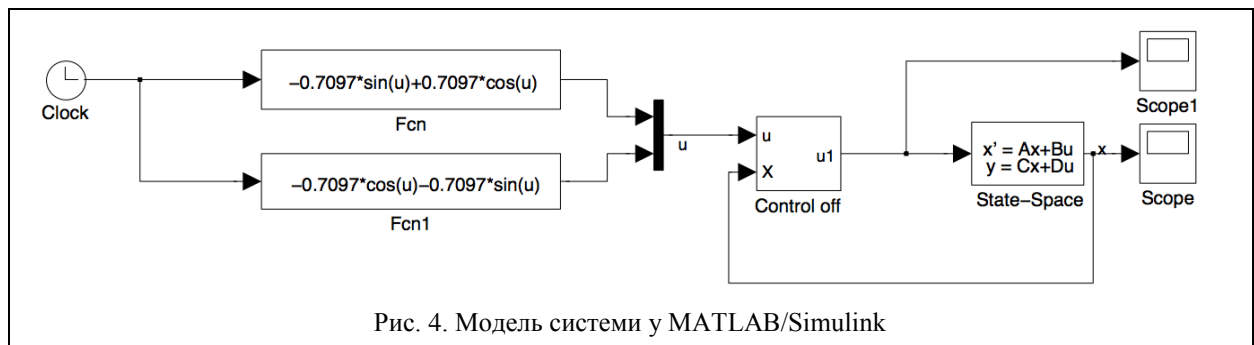 Clock
−0.7097*sin(u)+0.7097*cos(u)
Fcn
−0.7097*cos(u)−0.7097*sin(u)
Fcn1
u
u
X
u1
Control off
x' = Ax+Bu
y = Cx+Du
State−Space
x
Scope1
Scope
Рис. 4. Модель системи у MATLAB/Simulink